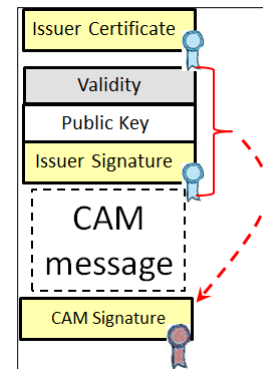 Issuer Certificate
Validity
Public Key
Issuer Signature
CAM
message
CAM Signature